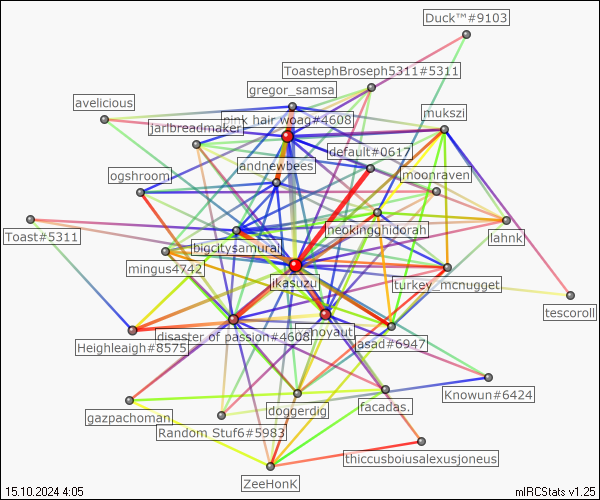 Duck™#9103
ToastephBroseph5311#5311
gregor_samsa
avelicious
mukszi
pink hair woag#4608
jarlbreadmaker
default#0617
andnewbees
moonraven
ogshroom
neokingghidorah
lahnk
Toast#5311
bigcitysamurai
mingus4742
ikasuzu
turkey_mcnugget
tescoroll
disaster of passion#4608
noyaut
asad#6947
Heighleigh#8575
Knowun#6424
doggerdig
facadas.
gazpachoman
Random Stuf6#5983
thiccusboiusalexusjoneus
ZeeHonK
15.10.2024 4:05
mIRCStats v1.25